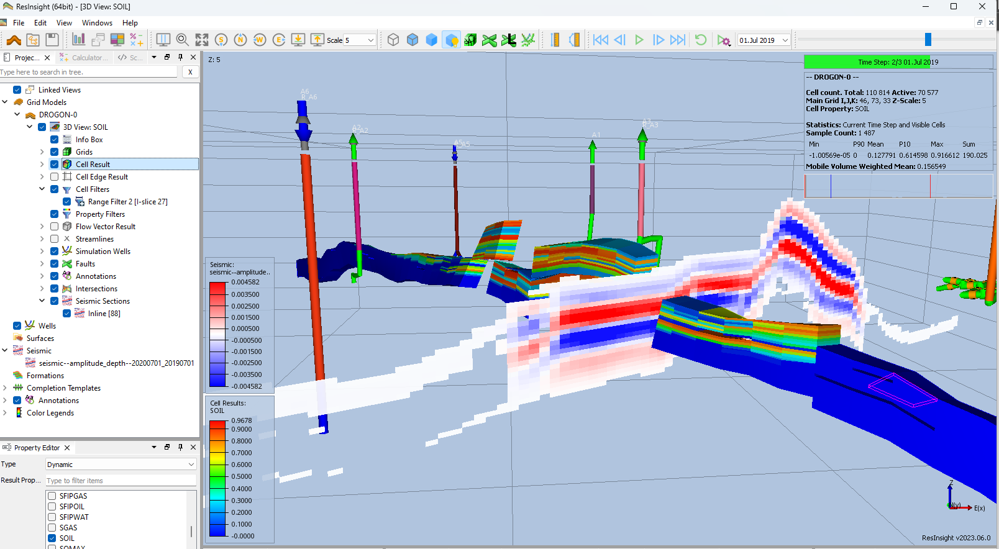 ResInsight (64bit) - [3D View: SOIL]
File Edit View Windows Help
Scale 5
01.Jul 2019
Projec...
Calculator...
Sc...
Type here to search in tree.
X
Linked Views
Grid Models
DROGON-0
3D View: SOIL
Info Box
Grids
Cell Result
Cell Edge Result
Cell Filters
Range Filter 2 [I-slice 27]
Property Filters
Flow Vector Result
Streamlines
Simulation Wells
Faults
Annotations
Intersections
Seismic Sections
Inline [88]
Wells
Surfaces
Seismic
seismic--amplitude_depth--20200701_20190701
Formations
Completion Templates
Annotations
Color Legends
Property Editor
Type
Dynamic
Result Prop...
Type to filter items
SFIPGAS
SFIPOIL
SFIPWAT
SGAS
SOIL
SOMAX
Z: 5
A6
R_A6
A2
R_A2
A5
R_A5
A1
A3
R_A3
Time Step: 2/3 01.Jul 2019
-- DROGON-0 --
Cell count. Total: 110 814 Active: 70 577
Main Grid I,J,K: 46, 73, 33 Z-Scale: 5
Cell Property: SOIL
Statistics: Current Time Step and Visible Cells
Sample Count: 1 487
Min P90 Mean P10 Max Sum
-1.00569e-05 0 0.127791 0.614598 0.916612 190.025
Mobile Volume Weighted Mean: 0.156549
Seismic:
seismic--amplitude..
0.004582
0.003500
0.002500
0.001500
0.000500
-0.000500
-0.001500
-0.002500
-0.003500
-0.004582
Cell Results:
SOIL
0.9678
0.9000
0.8000
0.7000
0.6000
0.5000
0.4000
0.3000
0.2000
0.1000
-0.0000
Z
N(y)
E(x)
ResInsight v2023.06.0